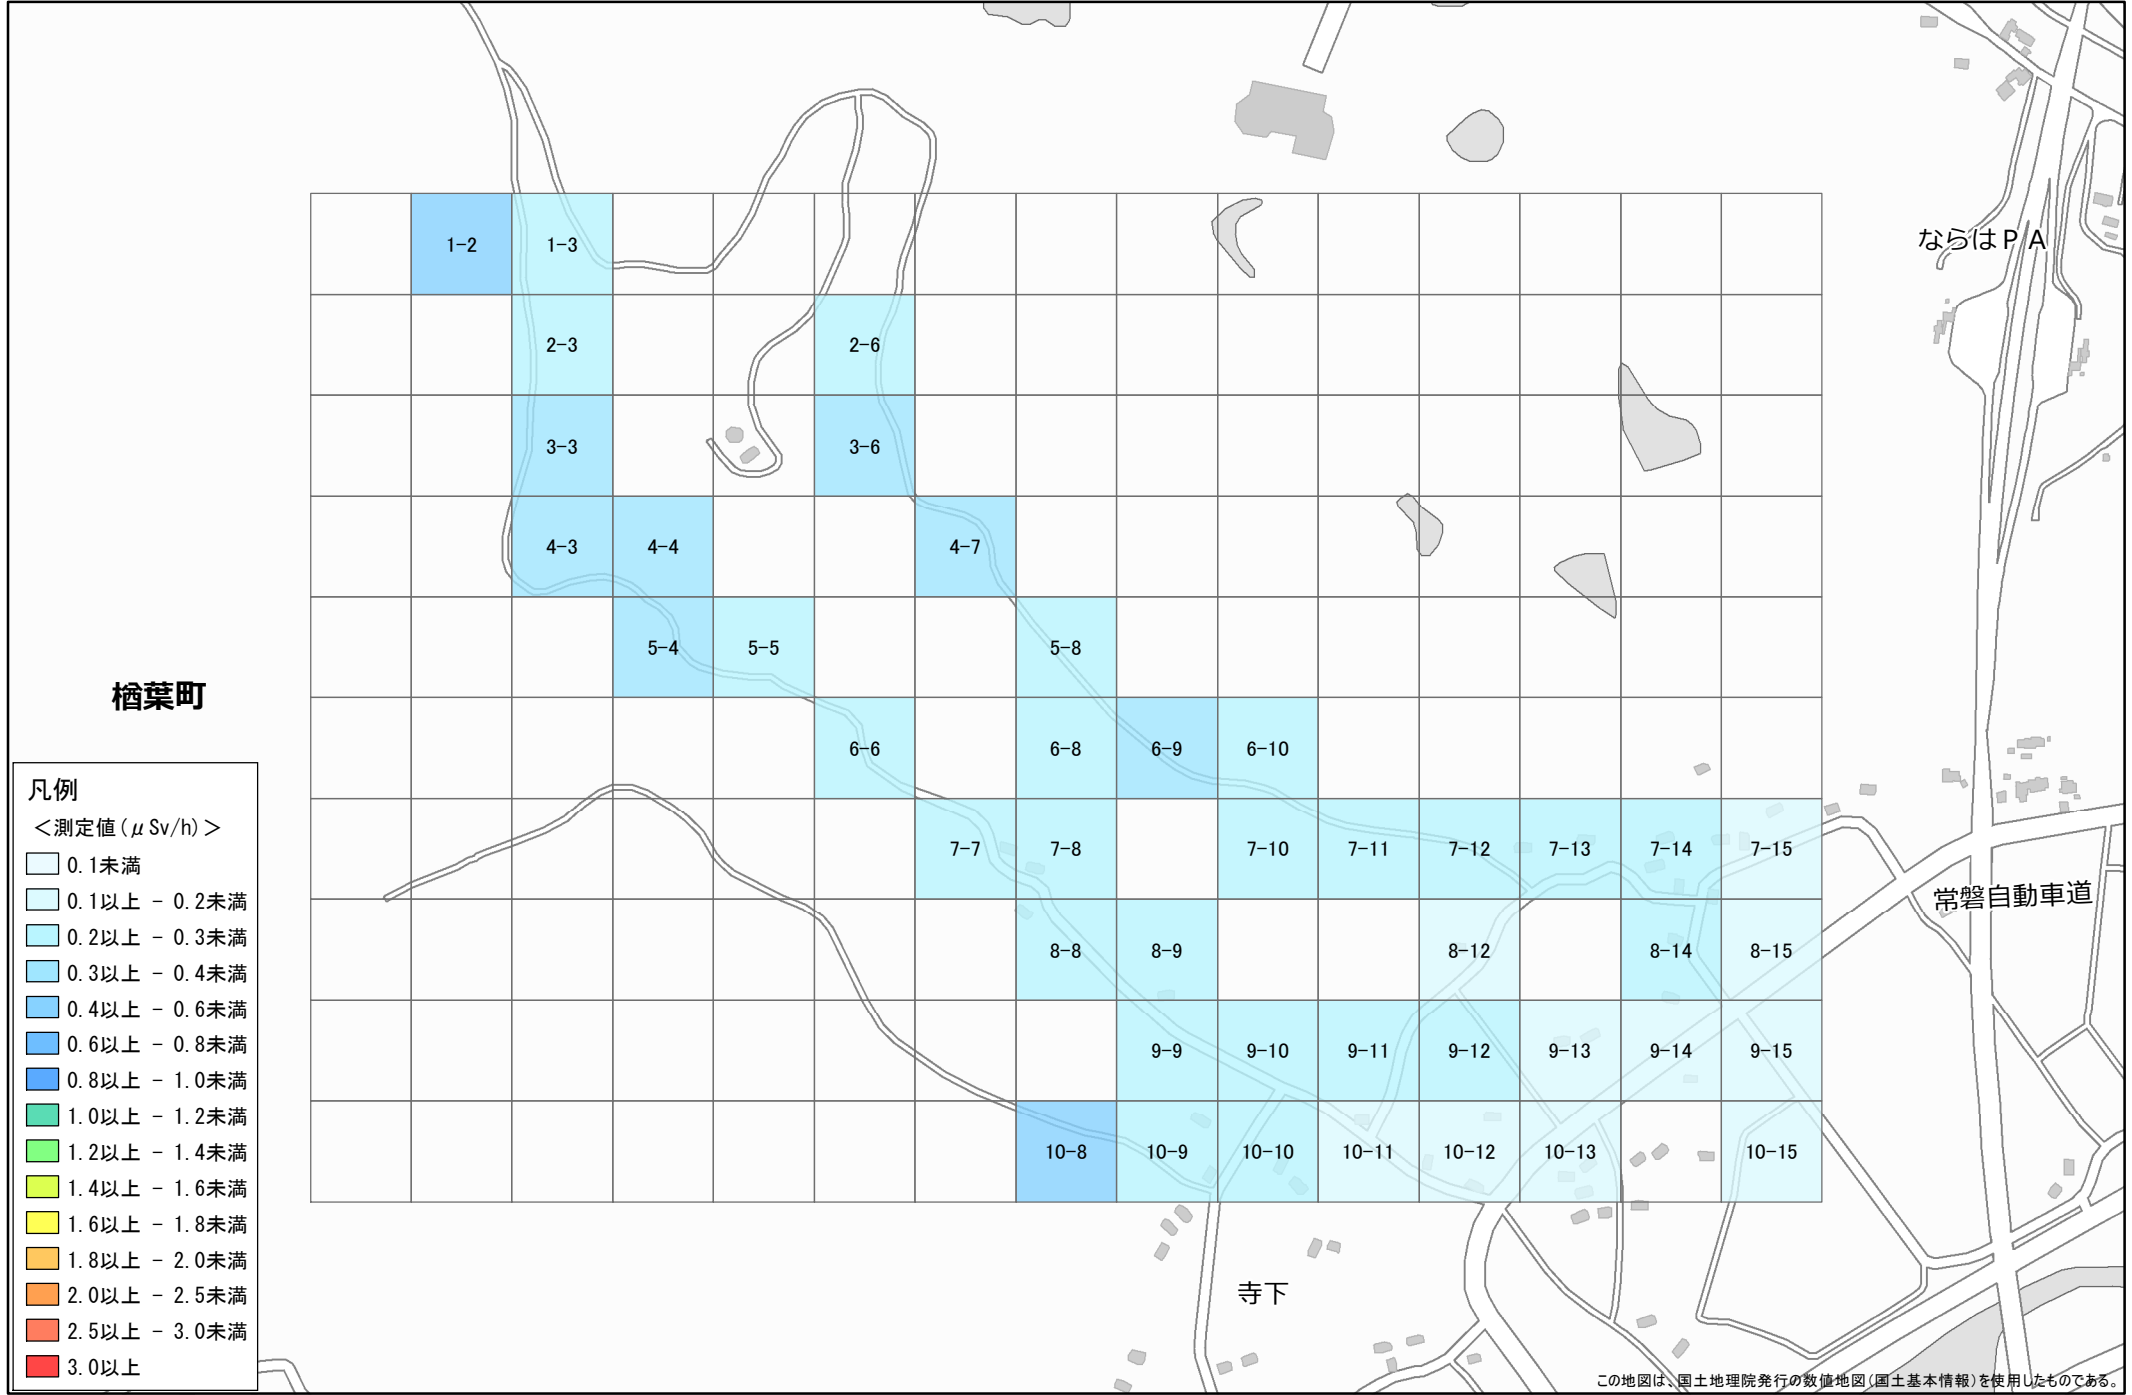 1-2 1-3
ならはＰＡ
2-3 2-6
3-3 3-6
4-3 4-4 4-7
5-4 5-5 5-8
楢葉町
6-6 6-8 6-9 6-10
7-7 7-8 7-10 7-11 7-12 7-13 7-14 7-15
常磐自動車道
8-8 8-9 8-12 8-14 8-15
9-9 9-10 9-11 9-12 9-13 9-14 9-15
10-8 10-9 10-10 10-11 10-12 10-13 10-15
寺下
凡例
＜測定値（μSv/h）＞
0.1未満
0.1以上 - 0.2未満
0.2以上 - 0.3未満
0.3以上 - 0.4未満
0.4以上 - 0.6未満
0.6以上 - 0.8未満
0.8以上 - 1.0未満
1.0以上 - 1.2未満
1.2以上 - 1.4未満
1.4以上 - 1.6未満
1.6以上 - 1.8未満
1.8以上 - 2.0未満
2.0以上 - 2.5未満
2.5以上 - 3.0未満
3.0以上
この地図は、国土地理院発行の数値地図（国土基本情報）を使用したものである。